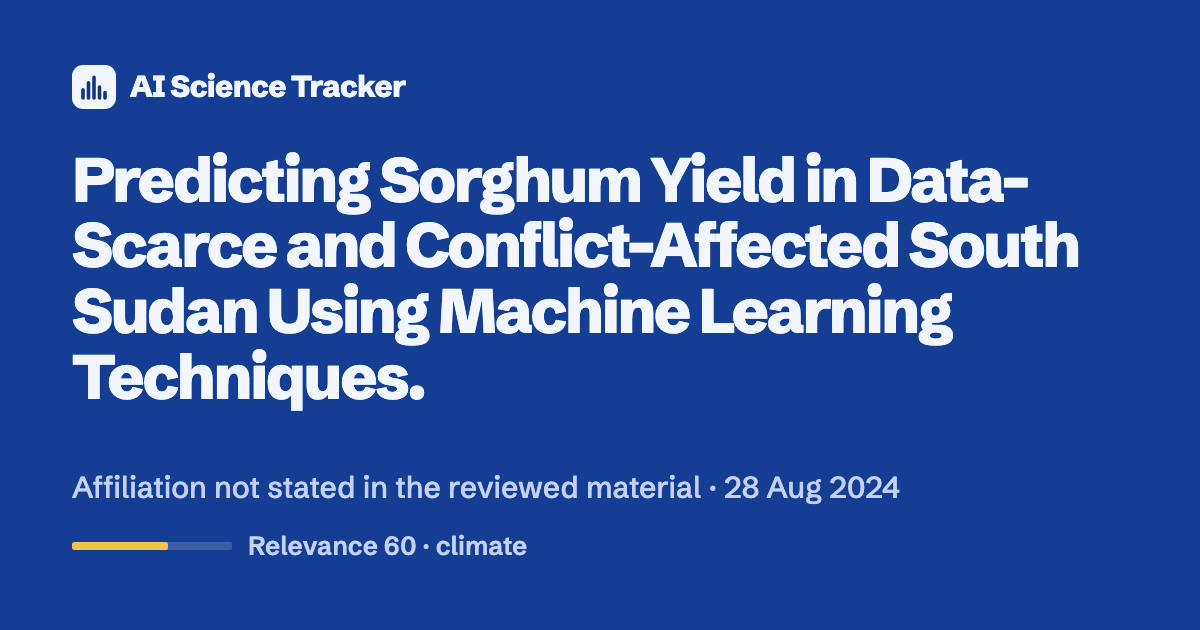 AI Science Tracker
Predicting Sorghum Yield in Data-
Scarce and Conflict-Affected South
Sudan Using Machine Learning
Techniques.
Affiliation not stated in the reviewed material · 28 Aug 2024
Relevance 60 · climate